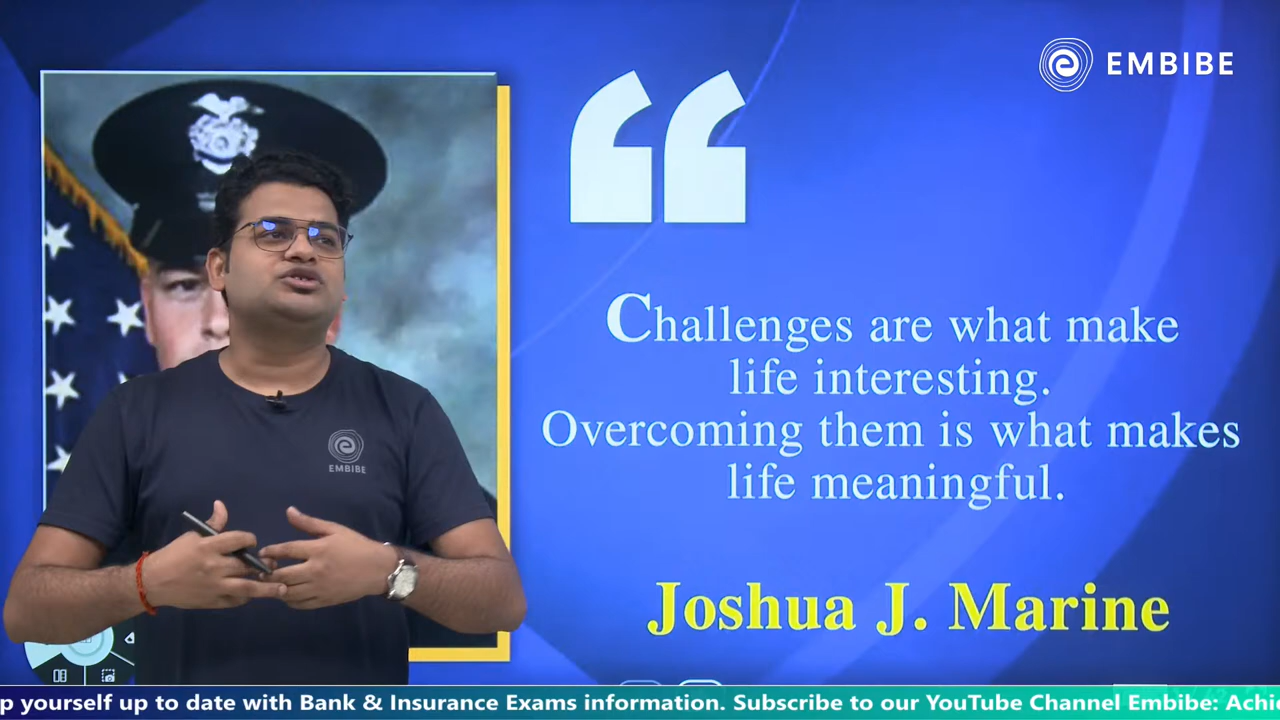 EMBIBE
Challenges are what make
life interesting.
Overcoming them is what makes
life meaningful.
Joshua J. Marine
EMBIBE
p yourself up to date with Bank & Insurance Exams information. Subscribe to our YouTube Channel Embibe: Achi